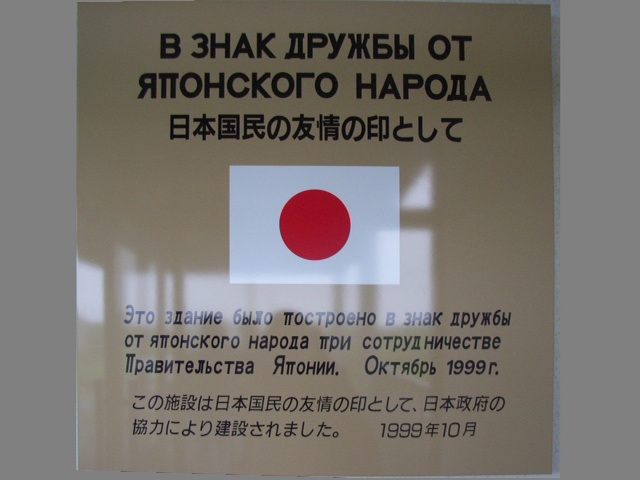 В ЗНАК ДРУЖБЫ ОТ
ЯПОНСКОГО НАРОДА
日本国民の友情の印として
Это здание было построено в знак дружбы
от японского народа при сотрудничестве
Правительства Японии. Октябрь 1999 г.
この施設は日本国民の友情の印として、日本政府の
協力により建設されました。 1999年10月